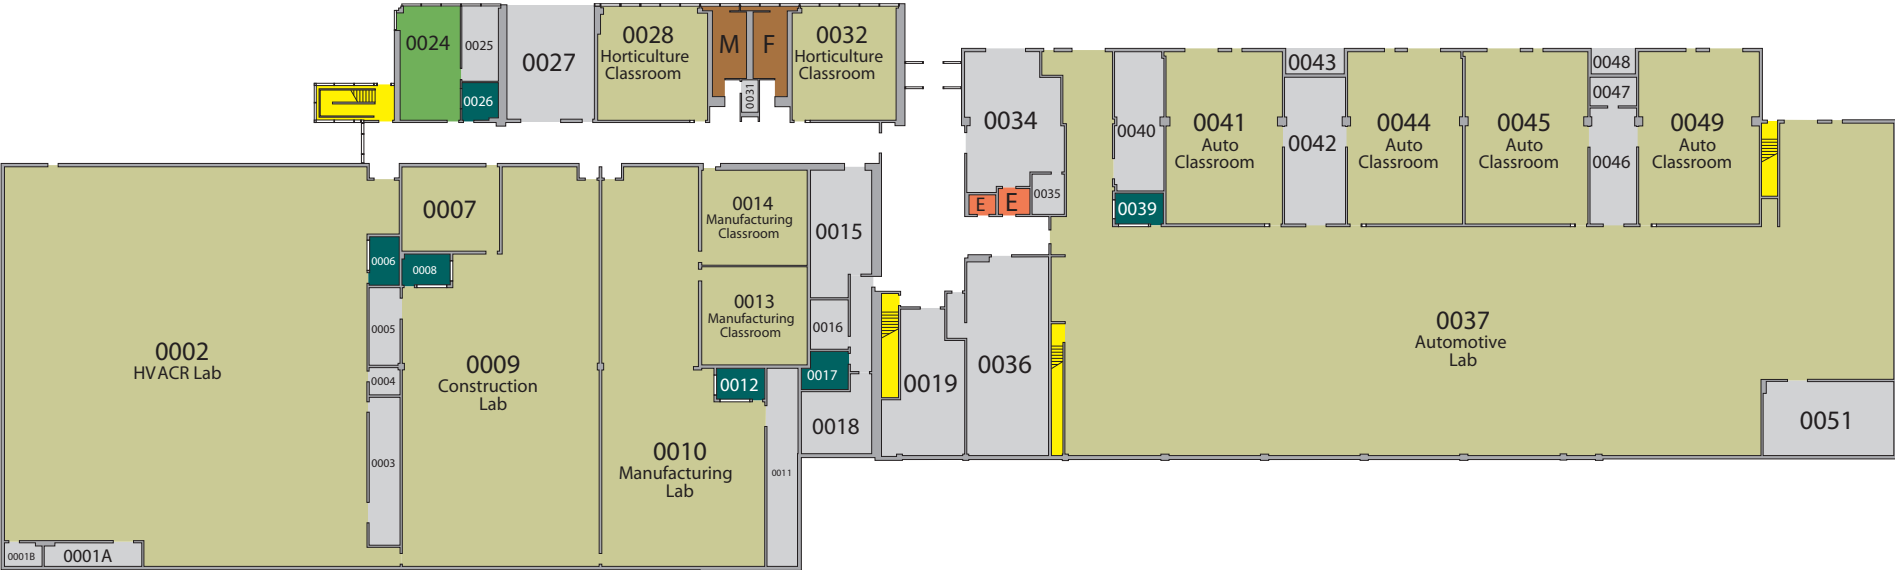 0024
0025
0026
0027
0028
Horticulture
Classroom
M
F
0031
0032
Horticulture
Classroom
0034
0035
E
E
0040
0039
0041
Auto
Classroom
0043
0042
0044
Auto
Classroom
0045
Auto
Classroom
0048
0047
0046
0049
Auto
Classroom
0002
HVACR Lab
0001B
0001A
0007
0006
0008
0005
0004
0003
0009
Construction
Lab
0014
Manufacturing
Classroom
0013
Manufacturing
Classroom
0012
0010
Manufacturing
Lab
0011
0015
0016
0017
0018
0019
0036
0037
Automotive
Lab
0051